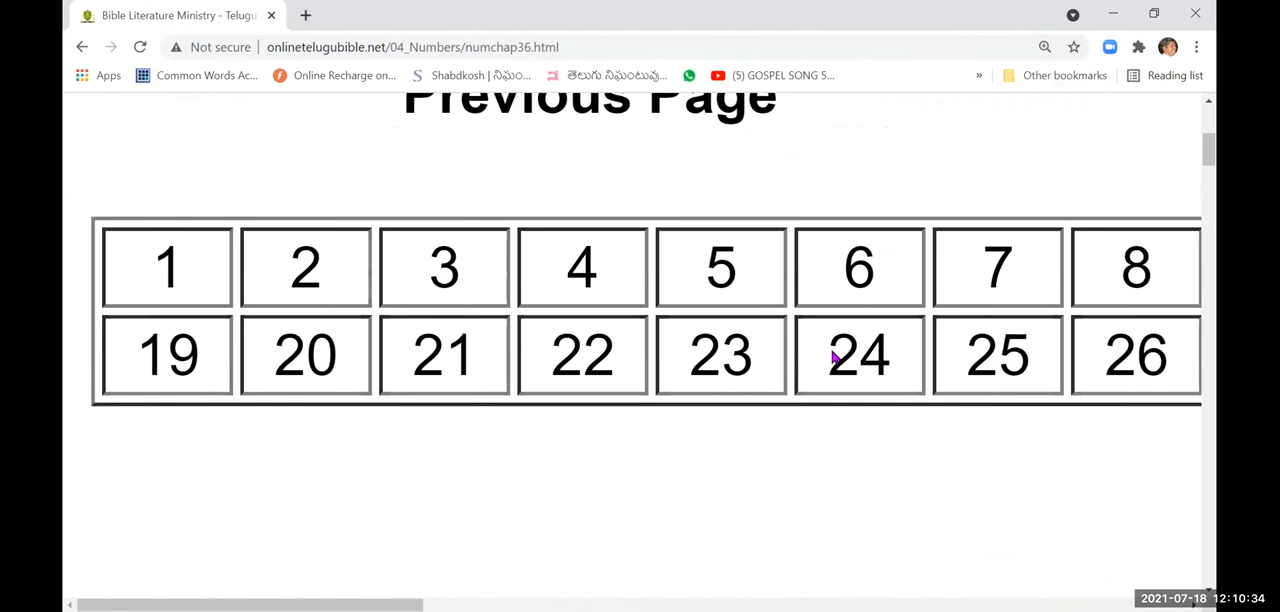 Bible Literature Ministry - Telugu
Not secure | onlinetelugubible.net/04_Numbers/numchap36.html
Apps Common Words Ac... Online Recharge on... Shabdkosh | నిఘం... తెలుగు నిఘంటువు... (5) GOSPEL SONG 5... » Other bookmarks Reading list
Previous Page
1 2 3 4 5 6 7 8
19 20 21 22 23 24 25 26
2021-07-18 12:10:34